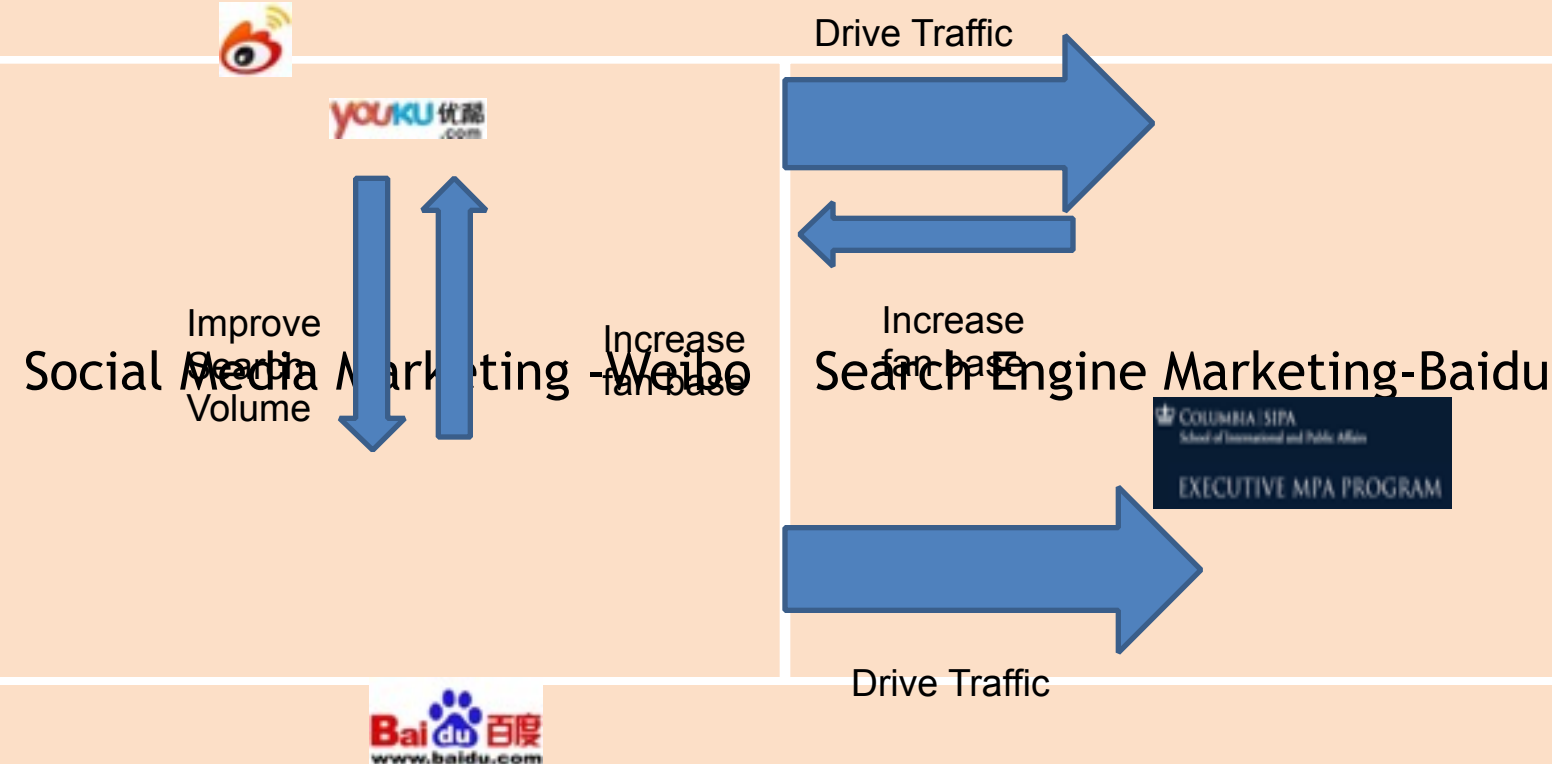 Drive Traffic
YOUKU 优酷
.com
Improve
Search
Volume
Increase
fan base
Increase
fan base
Social Media Marketing -Weibo
Search Engine Marketing-Baidu
COLUMBIA | SIPA
School of International and Public Affairs
EXECUTIVE MPA PROGRAM
Drive Traffic
Bai du 百度
www.baidu.com